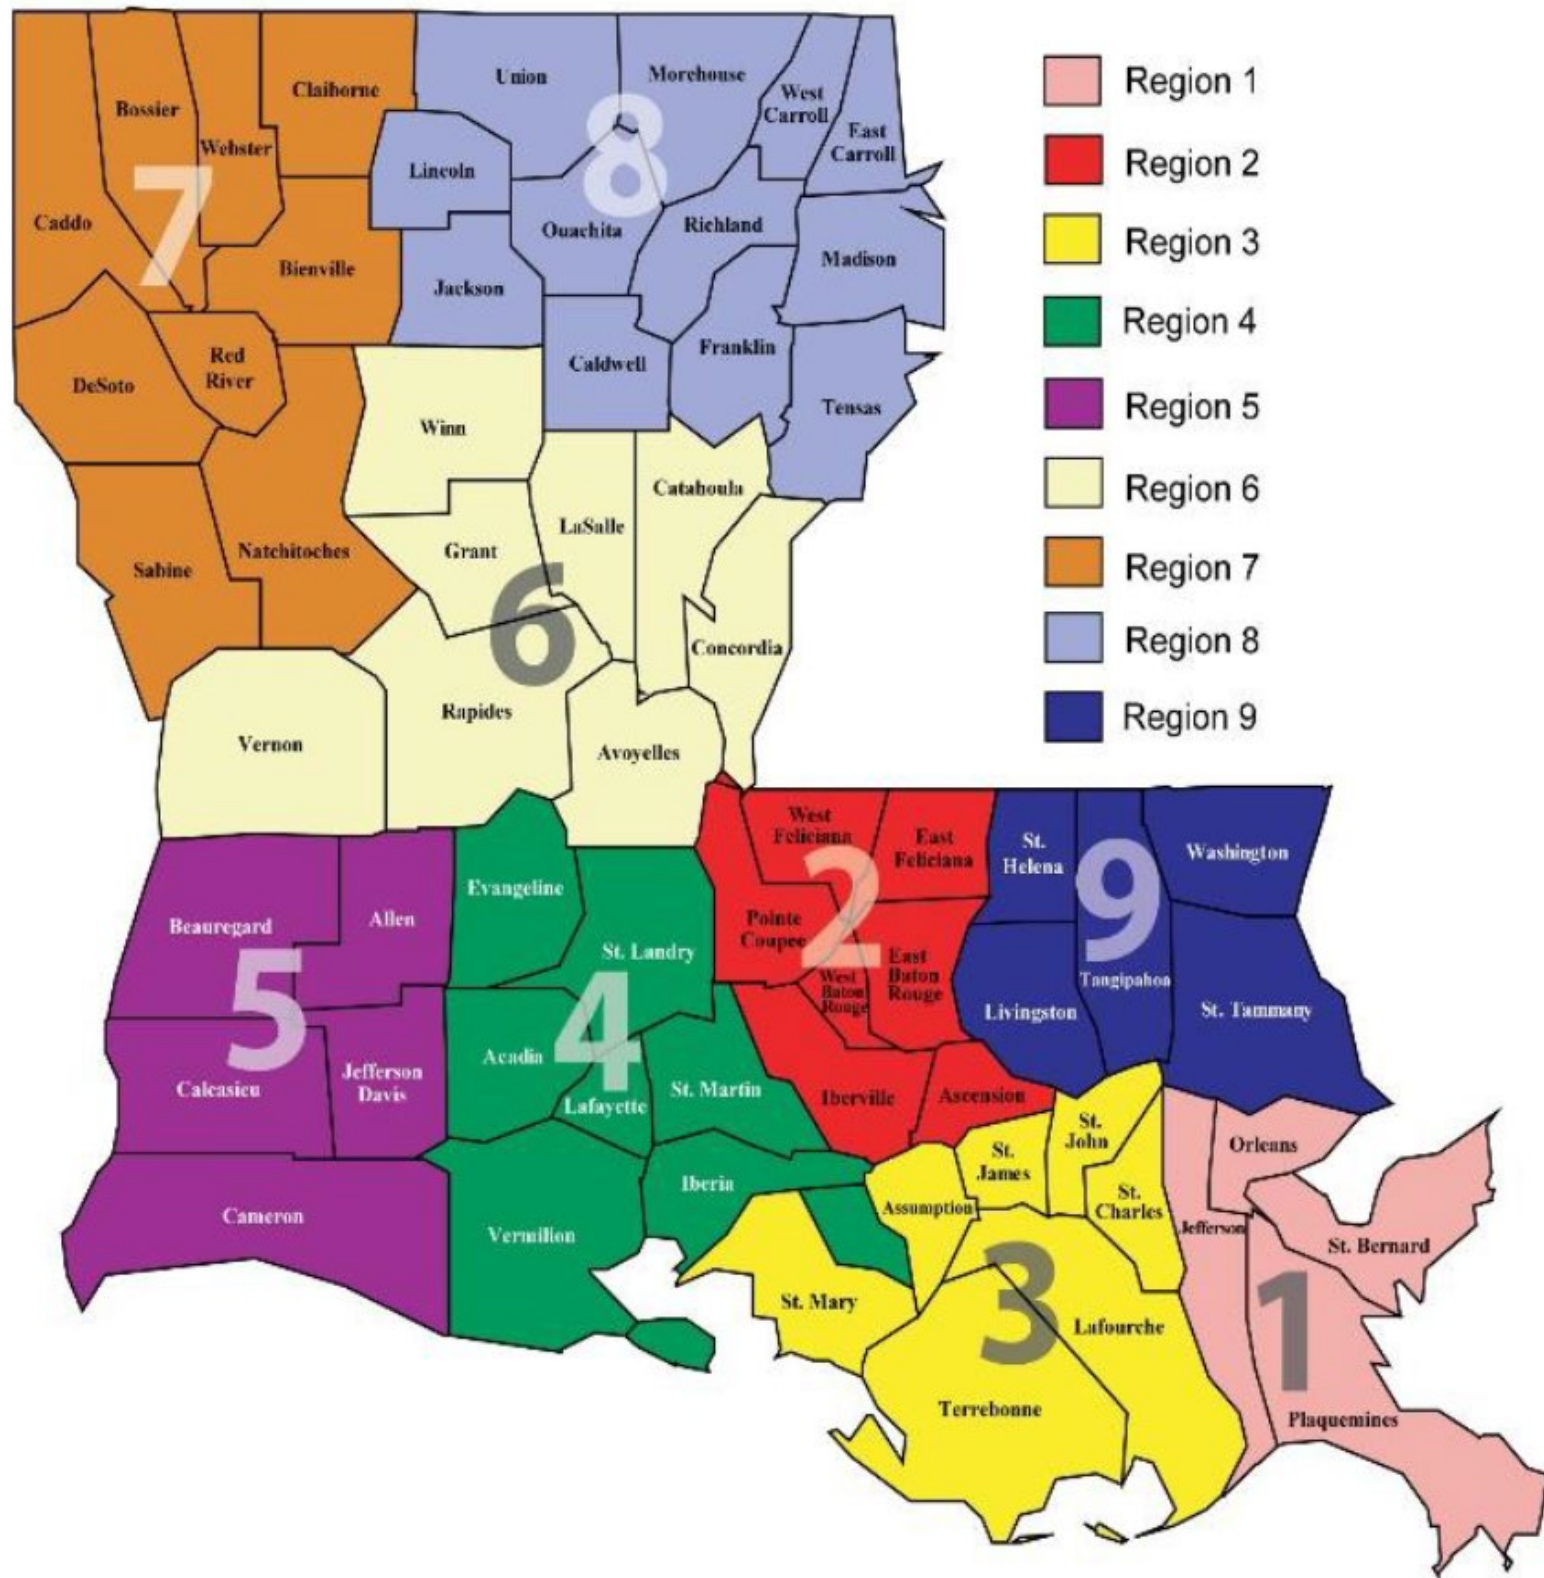 Union
Morehouse
Claiborne
Bossier
West
Carroll
East
Carroll
Webster
Lincoln
8
7
Caddo
Ouachita
Richland
Madison
Bienville
Jackson
Red
River
Caldwell
Franklin
DeSoto
Tensas
Winn
Catahoula
LaSalle
Grant
Natchitoches
Sabine
6
Concordia
Rapides
Vernon
Avoyelles
West
Feliciana
East
Feliciana
St.
Helena
Washington
Evangeline
2
9
Beauregard
Allen
Pointe
Coupee
St. Landry
East
Baton
Rouge
West
Baton
Rouge
Tangipahoa
5
4
Livingston
St. Tammany
Acadia
Jefferson
Davis
Calcasieu
St. Martin
Lafayette
Iberville
Ascension
St.
John
Orleans
St.
James
Iberia
St.
Charles
Assumption
Cameron
Vermilion
Jefferson
St. Bernard
St. Mary
3
1
Lafourche
Terrebonne
Plaquemines
Region 1
Region 2
Region 3
Region 4
Region 5
Region 6
Region 7
Region 8
Region 9